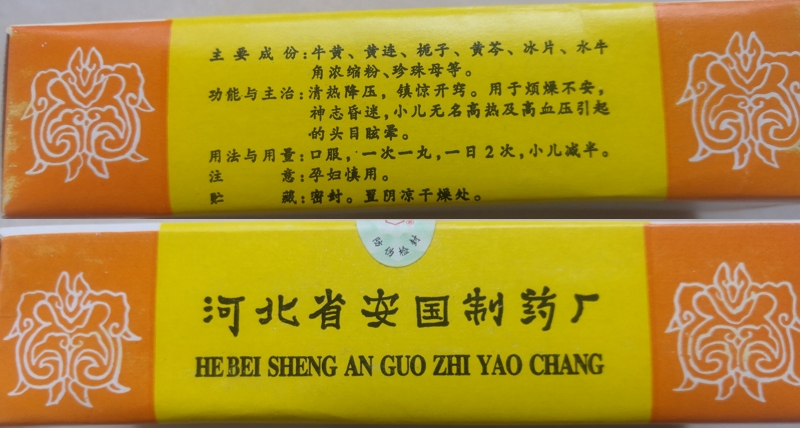 主要成份:牛黄、黄连、栀子、黄芩、冰片、水牛
角浓缩粉、珍珠母等。
功能与主治:清热降压，镇惊开窍。用于烦燥不安，
神志昏迷，小儿无名高热及高血压引起
的头目眩晕。
用法与用量:口服，一次一丸，一日2次，小儿减半。
注意:孕妇慎用。
贮藏:密封。置阴凉干燥处。
防伪检封
河北省安国制药厂
HE BEI SHENG AN GUO ZHI YAO CHANG